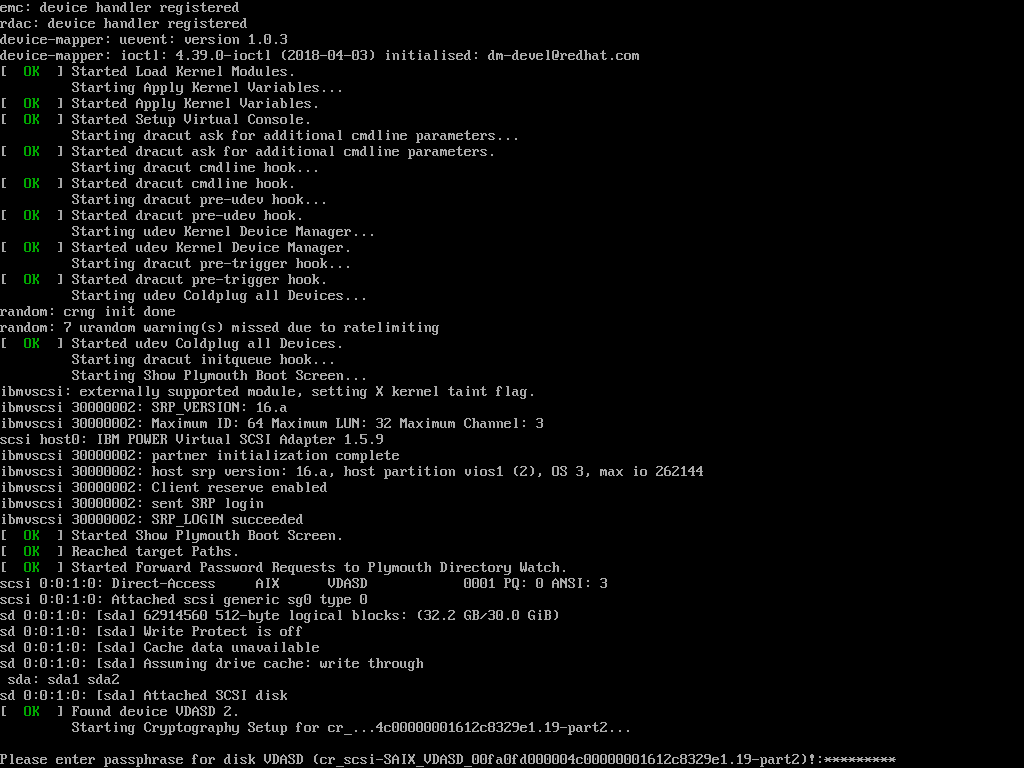 emc: device handler registered
rdac: device handler registered
device-mapper: uevent: version 1.0.3
device-mapper: ioctl: 4.39.0-ioctl (2018-04-03) initialised: dm-devel@redhat.com
[  OK  ] Started Load Kernel Modules.
         Starting Apply Kernel Variables...
[  OK  ] Started Apply Kernel Variables.
[  OK  ] Started Setup Virtual Console.
         Starting dracut ask for additional cmdline parameters...
[  OK  ] Started dracut ask for additional cmdline parameters.
         Starting dracut cmdline hook...
[  OK  ] Started dracut cmdline hook.
         Starting dracut pre-udev hook...
[  OK  ] Started dracut pre-udev hook.
         Starting udev Kernel Device Manager...
[  OK  ] Started udev Kernel Device Manager.
         Starting dracut pre-trigger hook...
[  OK  ] Started dracut pre-trigger hook.
         Starting udev Coldplug all Devices...
random: crng init done
random: 7 urandom warning(s) missed due to ratelimiting
[  OK  ] Started udev Coldplug all Devices.
         Starting dracut initqueue hook...
         Starting Show Plymouth Boot Screen...
ibmvscsi: externally supported module, setting X kernel taint flag.
ibmvscsi 30000002: SRP_VERSION: 16.a
ibmvscsi 30000002: Maximum ID: 64 Maximum LUN: 32 Maximum Channel: 3
scsi host0: IBM POWER Virtual SCSI Adapter 1.5.9
ibmvscsi 30000002: partner initialization complete
ibmvscsi 30000002: host srp version: 16.a, host partition vios1 (2), OS 3, max io 262144
ibmvscsi 30000002: Client reserve enabled
ibmvscsi 30000002: sent SRP login
ibmvscsi 30000002: SRP_LOGIN succeeded
[  OK  ] Started Show Plymouth Boot Screen.
[  OK  ] Reached target Paths.
[  OK  ] Started Forward Password Requests to Plymouth Directory Watch.
scsi 0:0:1:0: Direct-Access     AIX      VDASD            0001 PQ: 0 ANSI: 3
scsi 0:0:1:0: Attached scsi generic sg0 type 0
sd 0:0:1:0: [sda] 62914560 512-byte logical blocks: (32.2 GB/30.0 GiB)
sd 0:0:1:0: [sda] Write Protect is off
sd 0:0:1:0: [sda] Cache data unavailable
sd 0:0:1:0: [sda] Assuming drive cache: write through
 sda: sda1 sda2
sd 0:0:1:0: [sda] Attached SCSI disk
[  OK  ] Found device VDASD 2.
         Starting Cryptography Setup for cr_...4c00000001612c8329e1.19-part2...
Please enter passphrase for disk VDASD (cr_scsi-SAIX_VDASD_00fa0fd000004c00000001612c8329e1.19-part2)!:*********